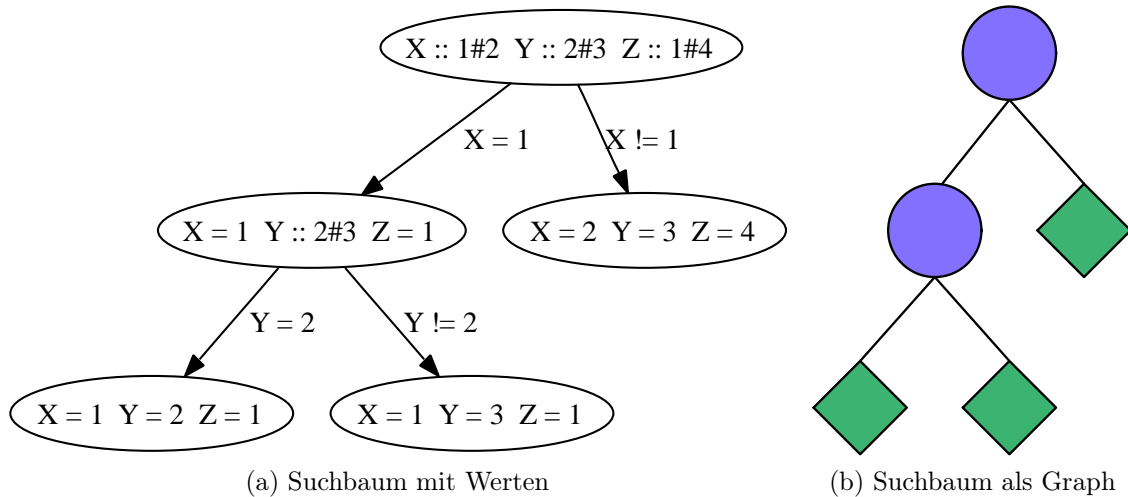 X :: 1#2 Y :: 2#3 Z :: 1#4
X = 1
X != 1
X = 1 Y :: 2#3 Z = 1
X = 2 Y = 3 Z = 4
Y = 2
Y != 2
X = 1 Y = 2 Z = 1
X = 1 Y = 3 Z = 1
(a) Suchbaum mit Werten
(b) Suchbaum als Graph